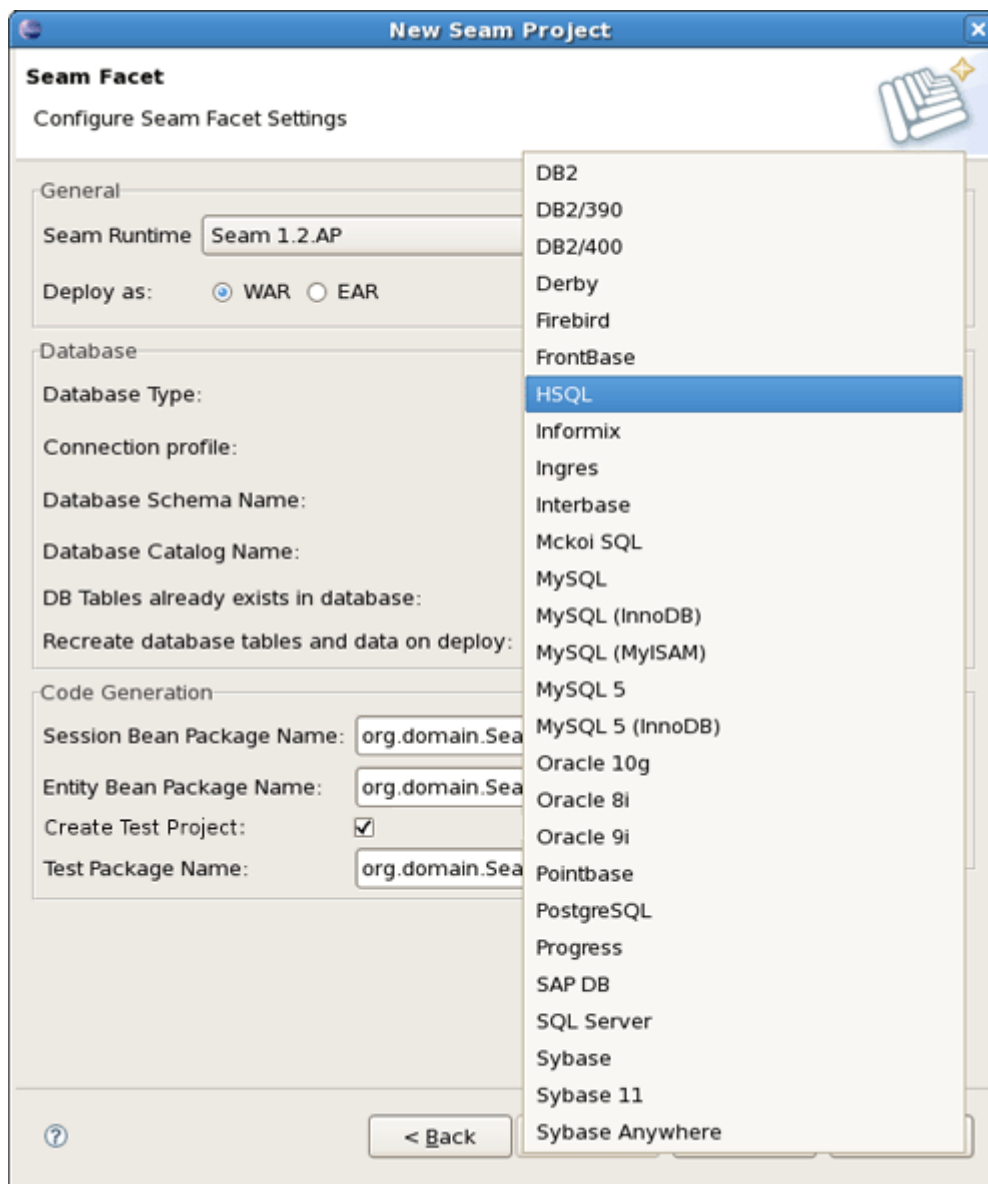 New Seam Project
Seam Facet
Configure Seam Facet Settings
General
Seam Runtime Seam 1.2.AP
Deploy as: WAR EAR
Database
Database Type:
Connection profile:
Database Schema Name:
Database Catalog Name:
DB Tables already exists in database:
Recreate database tables and data on deploy:
Code Generation
Session Bean Package Name: org.domain.Sea
Entity Bean Package Name: org.domain.Sea
Create Test Project:
Test Package Name: org.domain.Sea
DB2
DB2/390
DB2/400
Derby
Firebird
FrontBase
HSQL
Informix
Ingres
Interbase
Mckoi SQL
MySQL
MySQL (InnoDB)
MySQL (MyISAM)
MySQL 5
MySQL 5 (InnoDB)
Oracle 10g
Oracle 8i
Oracle 9i
Pointbase
PostgreSQL
Progress
SAP DB
SQL Server
Sybase
Sybase 11
Sybase Anywhere
? < Back